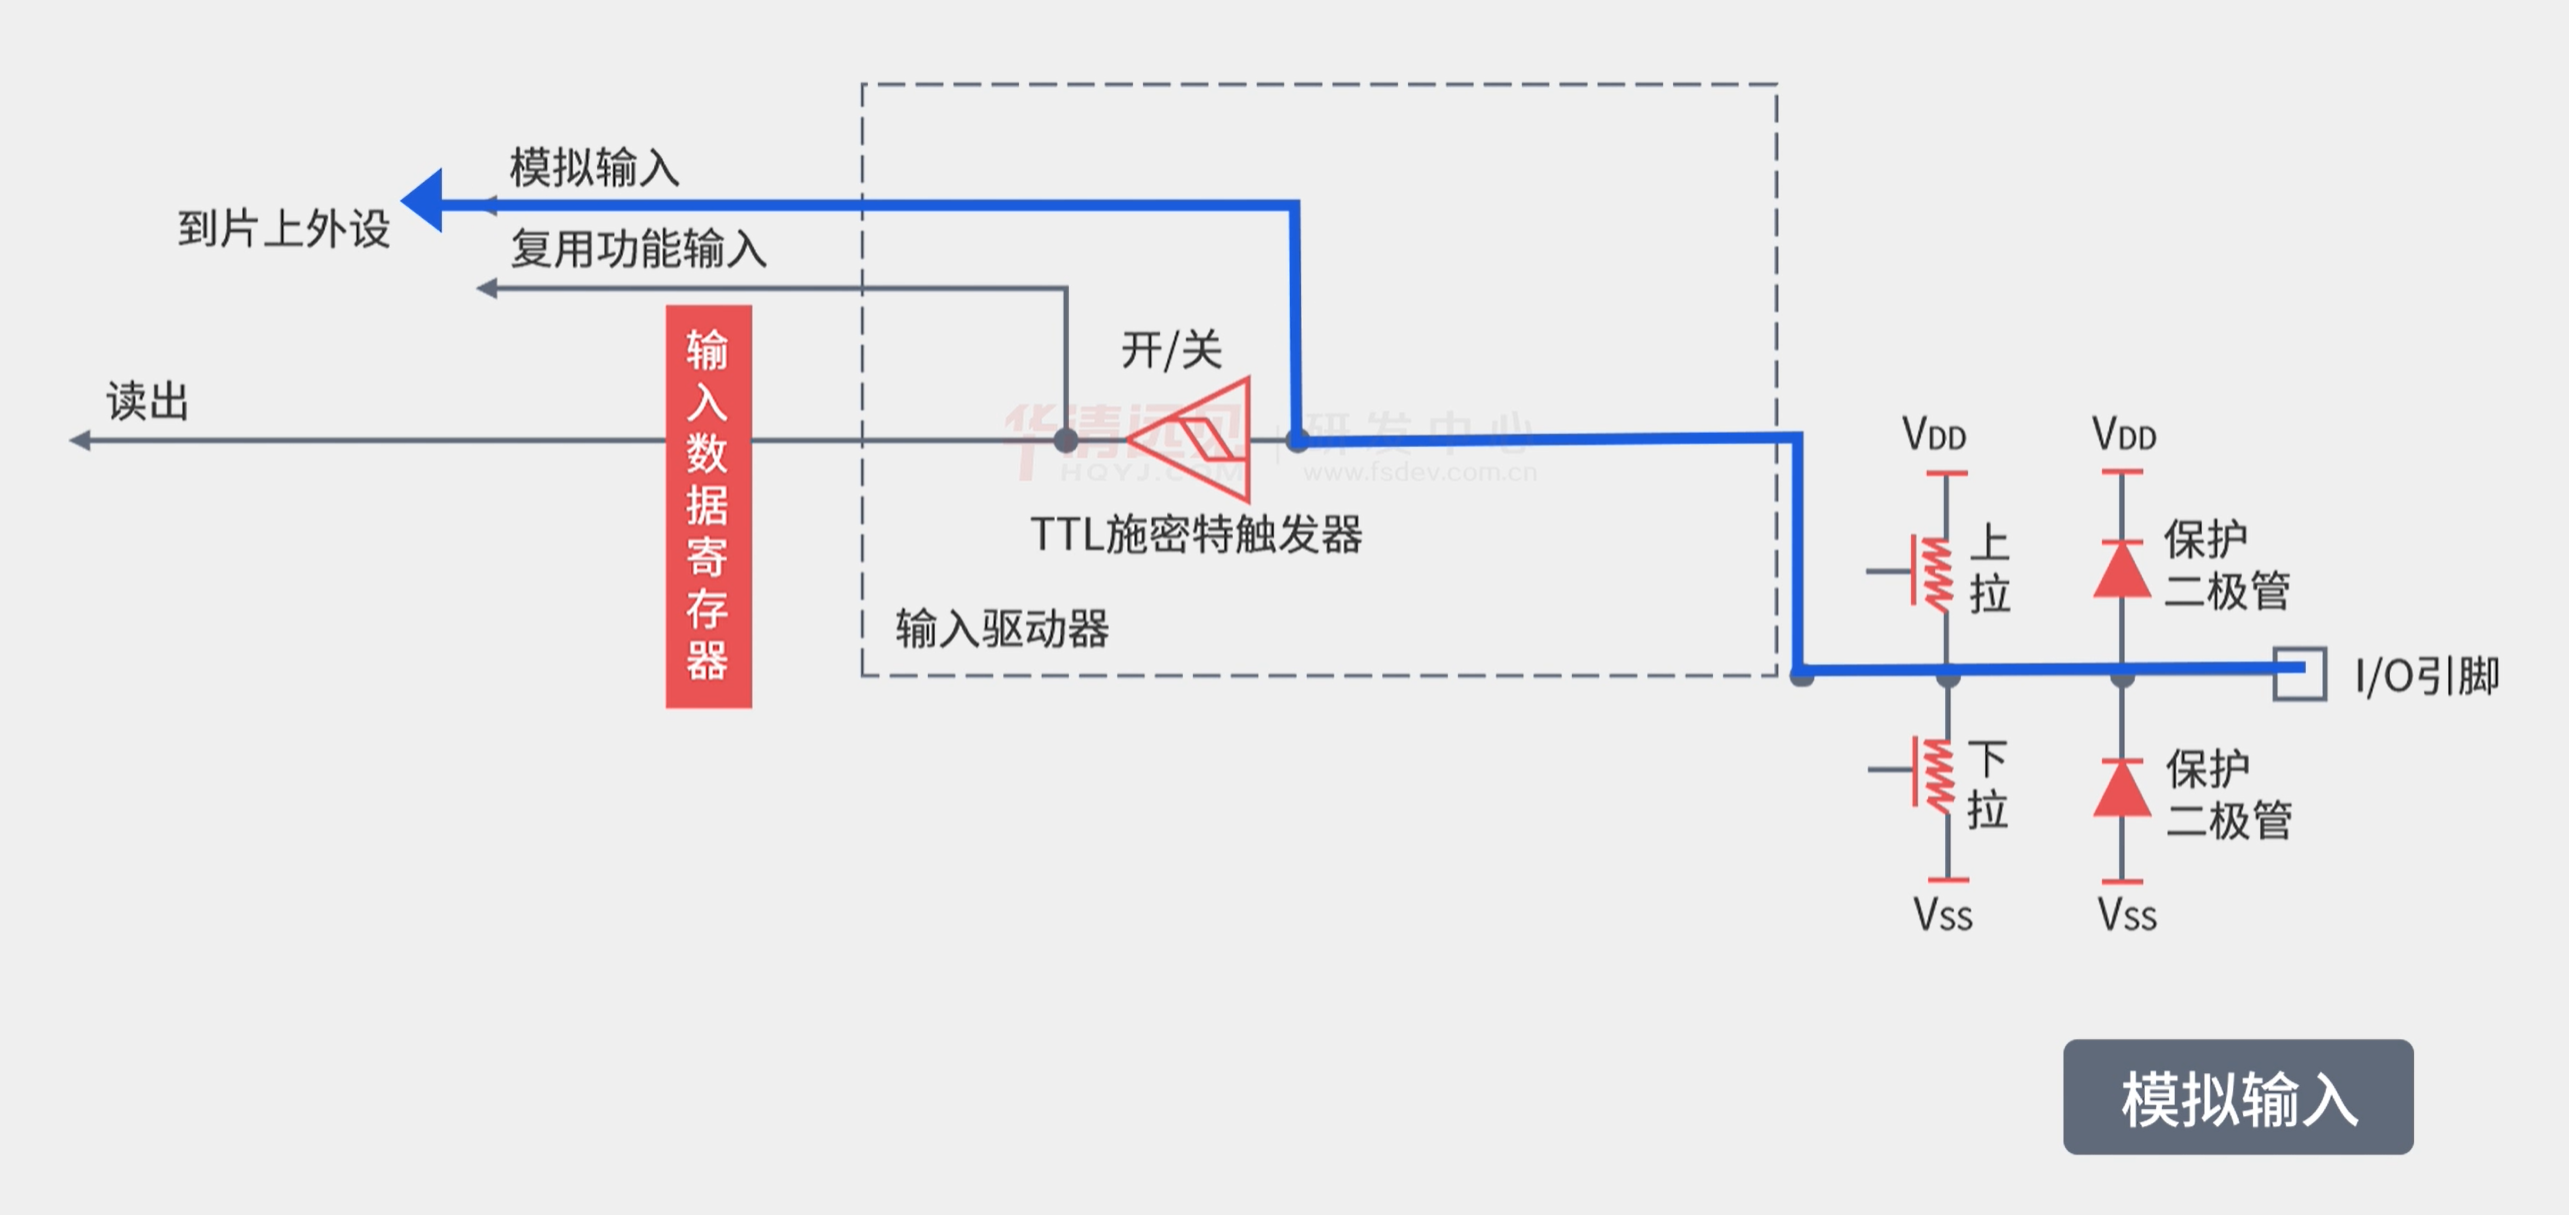 模拟输入
到片上外设
复用功能输入
开/关
读出
输入数据寄存器
华清远见
HQYJ.COM
研发中心
www.fsdev.com.cn
TTL施密特触发器
输入驱动器
VDD
VDD
上拉
保护
二极管
I/O引脚
下拉
保护
二极管
VSS
VSS
模拟输入